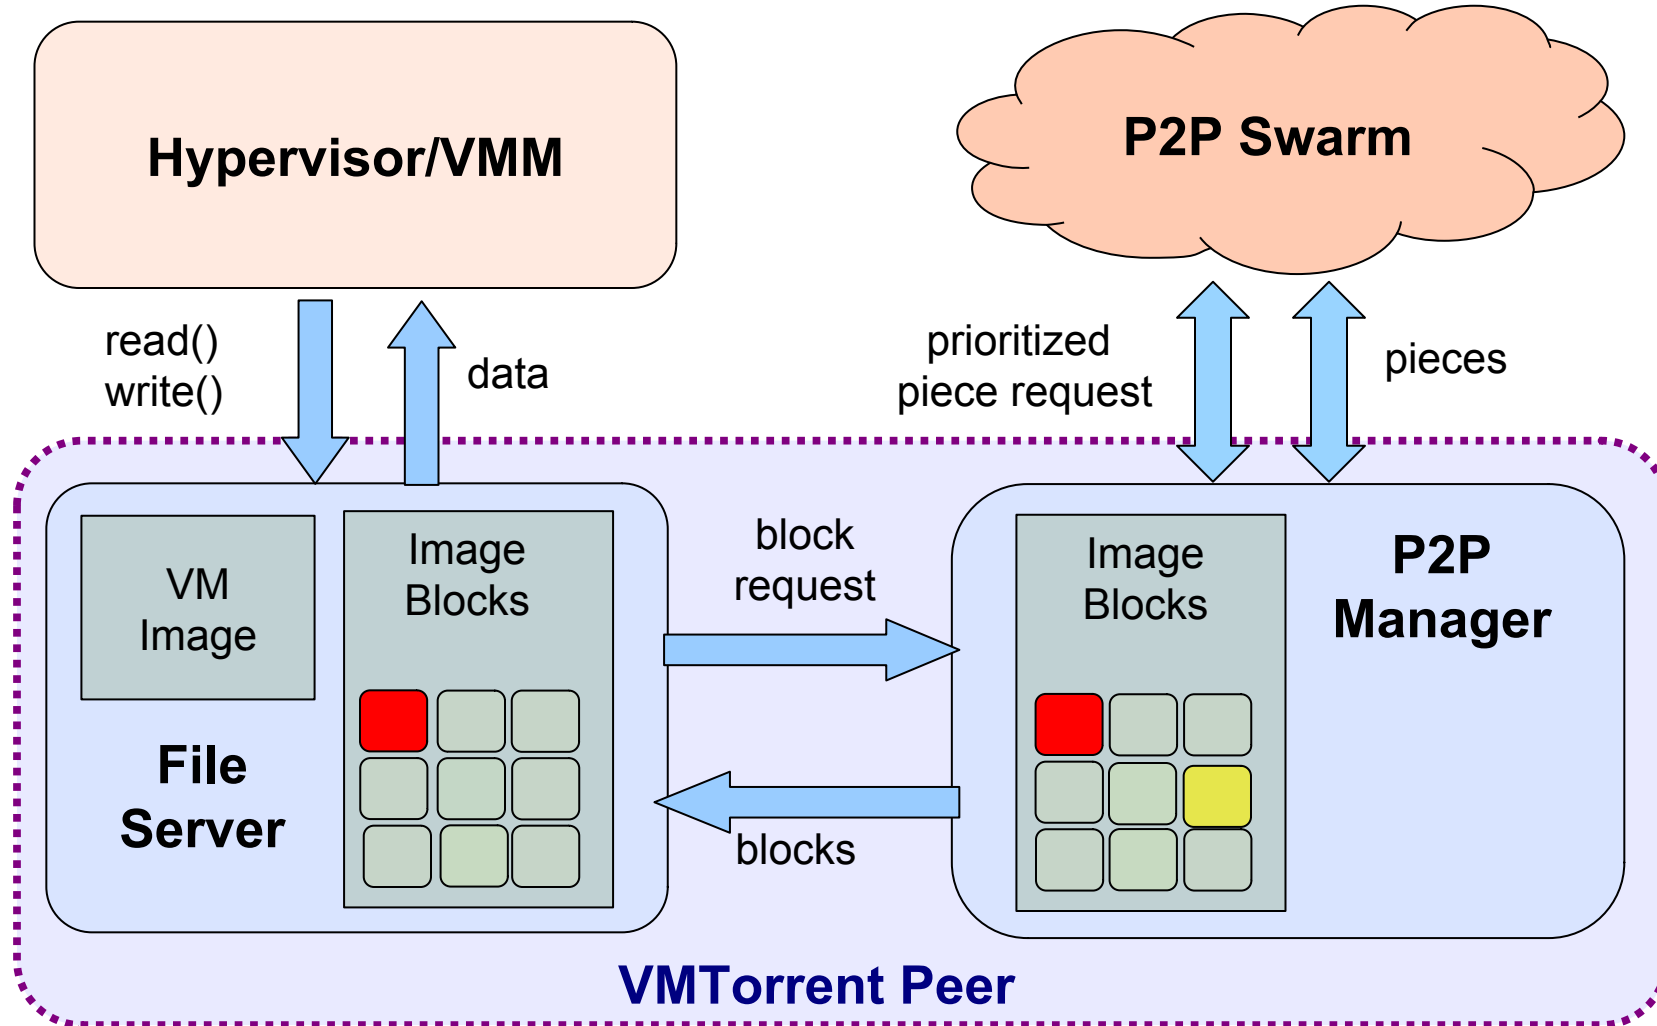 Hypervisor/VMM
P2P Swarm
read()
write()
data
prioritized
piece request
pieces
VM
Image
Image
Blocks
File
Server
block
request
blocks
Image
Blocks
P2P
Manager
VMTorrent Peer